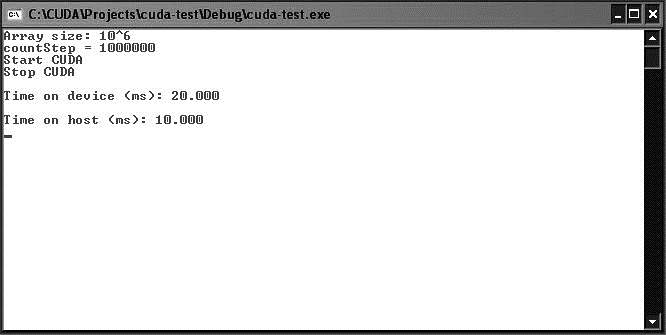 C:\CUDA\Projects\cuda-test\Debug\cuda-test.exe
Array size: 10^6
countStep = 1000000
Start CUDA
Stop CUDA
Time on device (ms): 20.000
Time on host (ms): 10.000